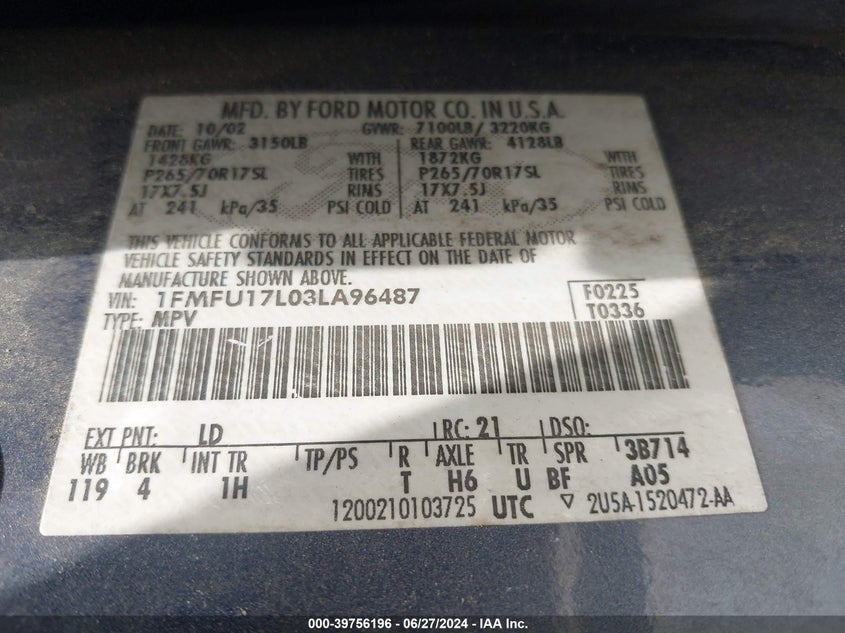 MFD. BY FORD MOTOR CO. IN U.S.A.
DATE: 10/02 GVWR: 7100LB/ 3220KG
FRONT GAWR: 3150LB REAR GAWR: 4128LB
1428KG WITH 1872KG WITH
P265/70R17SL TIRES P265/70R17SL TIRES
17X7.5J RIMS 17X7.5J RIMS
AT 241 kPa/35 PSI COLD AT 241 kPa/35 PSI COLD
THIS VEHICLE CONFORMS TO ALL APPLICABLE FEDERAL MOTOR
VEHICLE SAFETY STANDARDS IN EFFECT ON THE DATE OF
MANUFACTURE SHOWN ABOVE.
VIN: 1FMFU17L03LA96487 F0225
TYPE: MPV T0336
EXT PNT: LD RC: 21 DSO:
WB BRK INT TR TP/PS R AXLE TR SPR 3B714
119 4 1H T H6 U BF A05
1200210103725 UTC ▽ 2U5A-1520472-AA
000-39756196 - 06/27/2024 - IAA Inc.